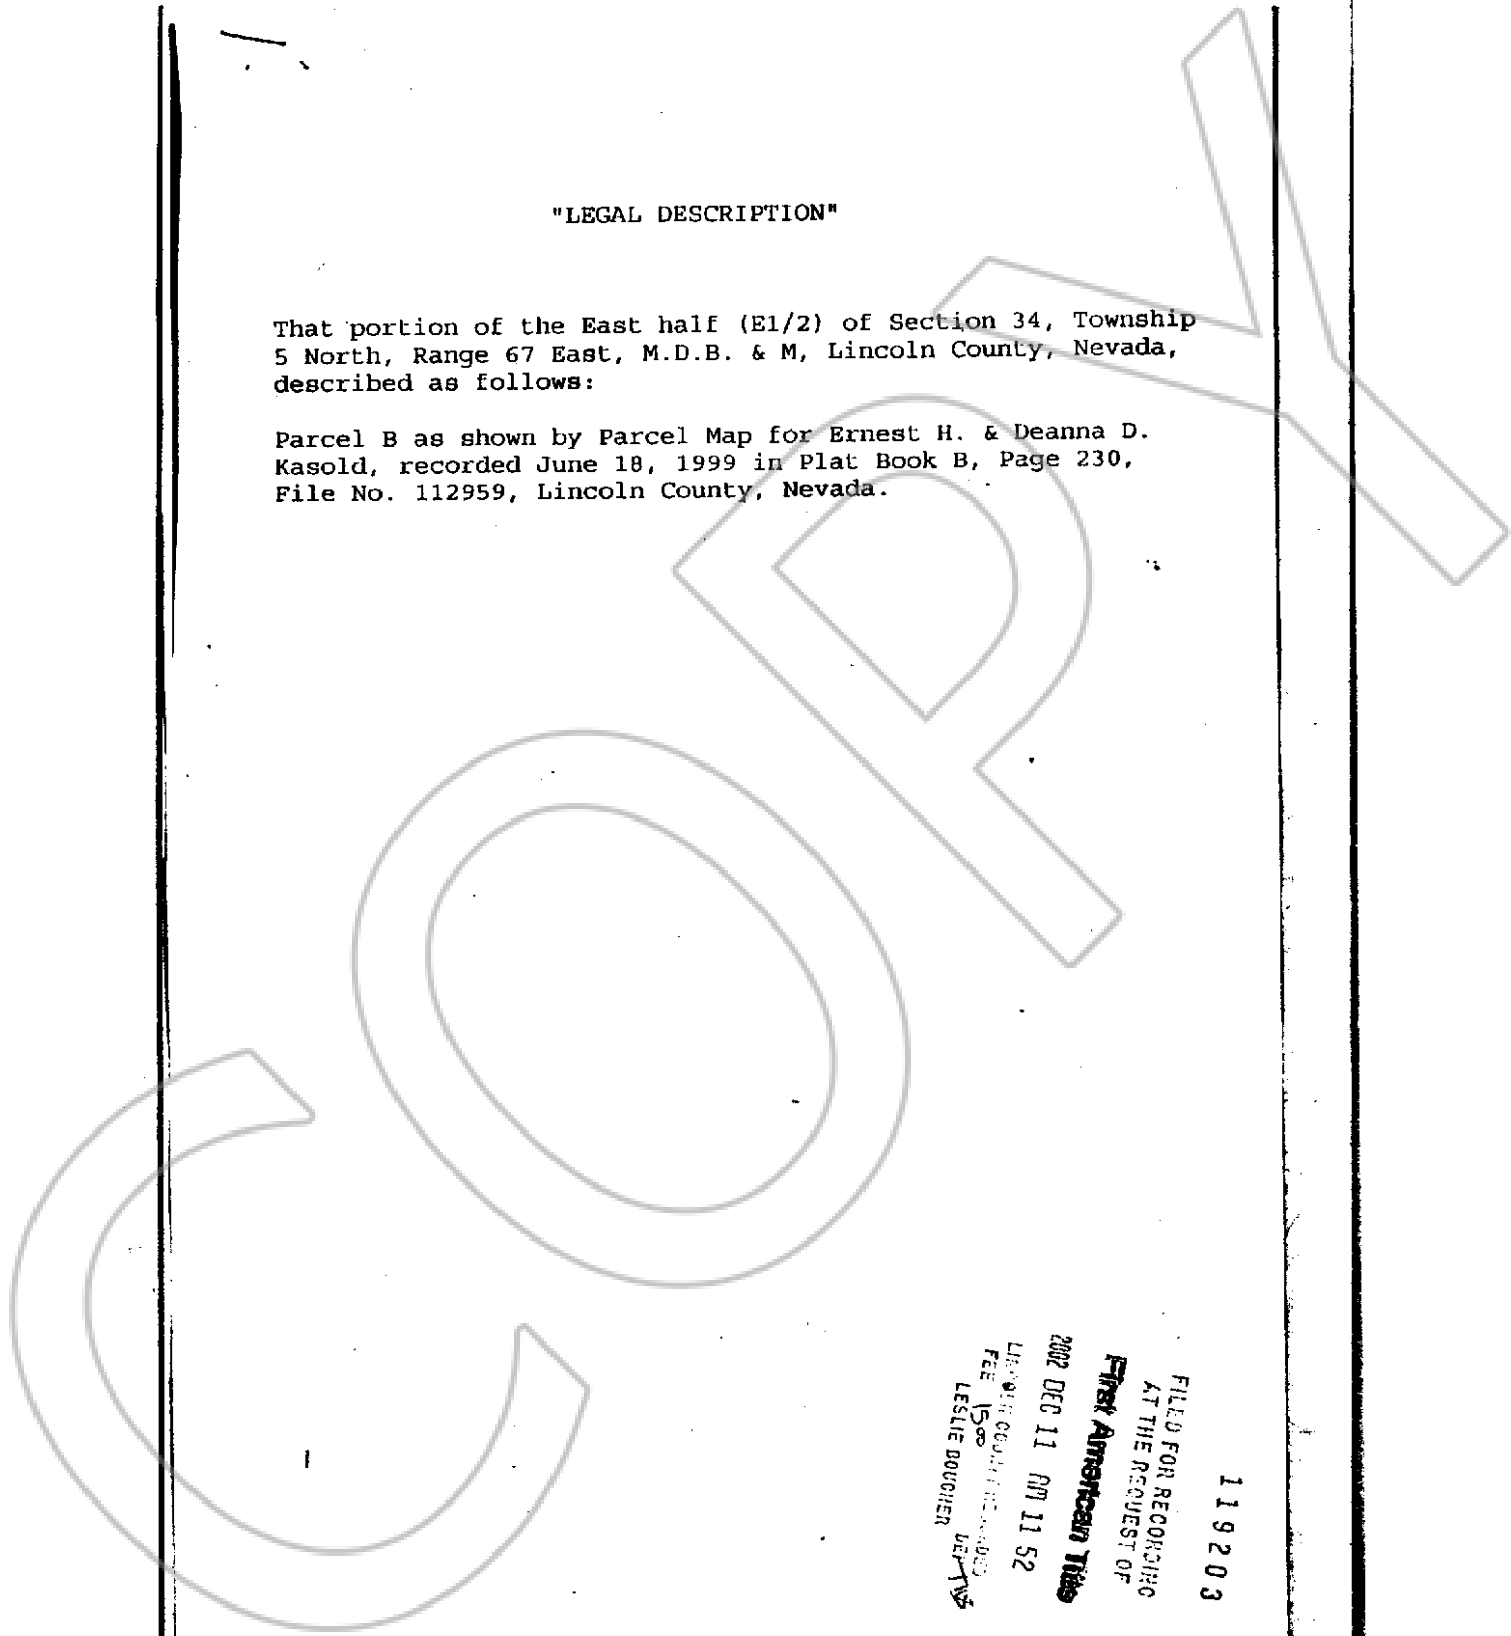 "LEGAL DESCRIPTION"
That portion of the East half (E1/2) of Section 34, Township
5 North, Range 67 East, M.D.B. & M, Lincoln County, Nevada,
described as follows:
Parcel B as shown by Parcel Map for Ernest H. & Deanna D.
Kasold, recorded June 18, 1999 in Plat Book B, Page 230,
File No. 112959, Lincoln County, Nevada.
COPY
119203
FILED FOR RECORDING
AT THE REQUEST OF
First American Title
2002 DEC 11 AM 11 52
FEE 1500
LESLIE BOUCHER